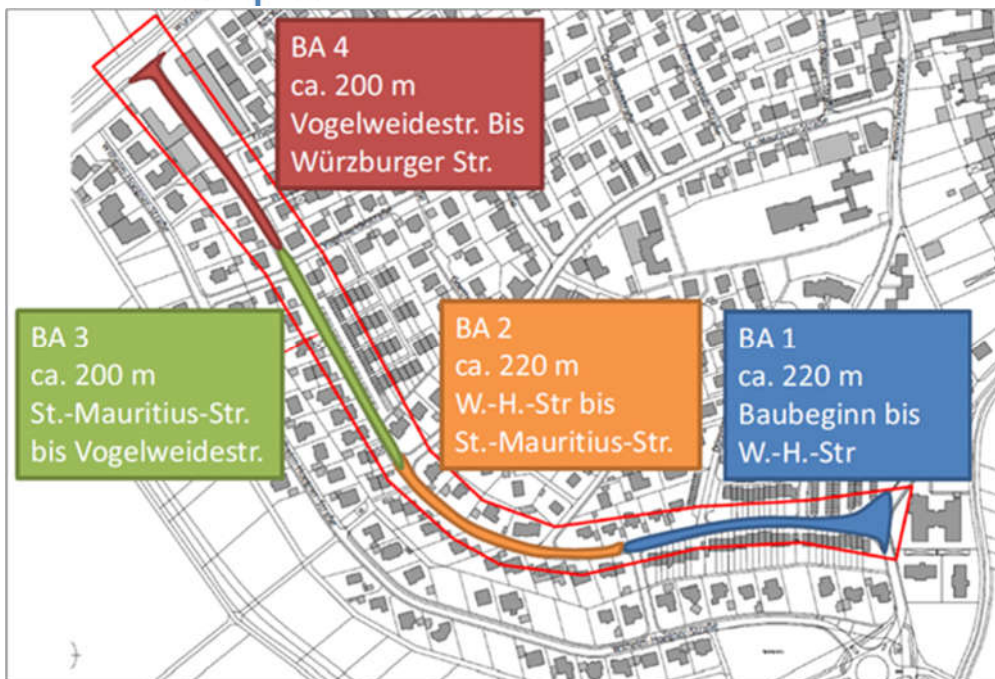 BA 4
ca. 200 m
Vogelweidestr. Bis
Würzburger Str.
BA 3
ca. 200 m
St.-Mauritius-Str.
bis Vogelweidestr.
BA 2
ca. 220 m
W.-H.-Str bis
St.-Mauritius-Str.
BA 1
ca. 220 m
Baubeginn bis
W.-H.-Str